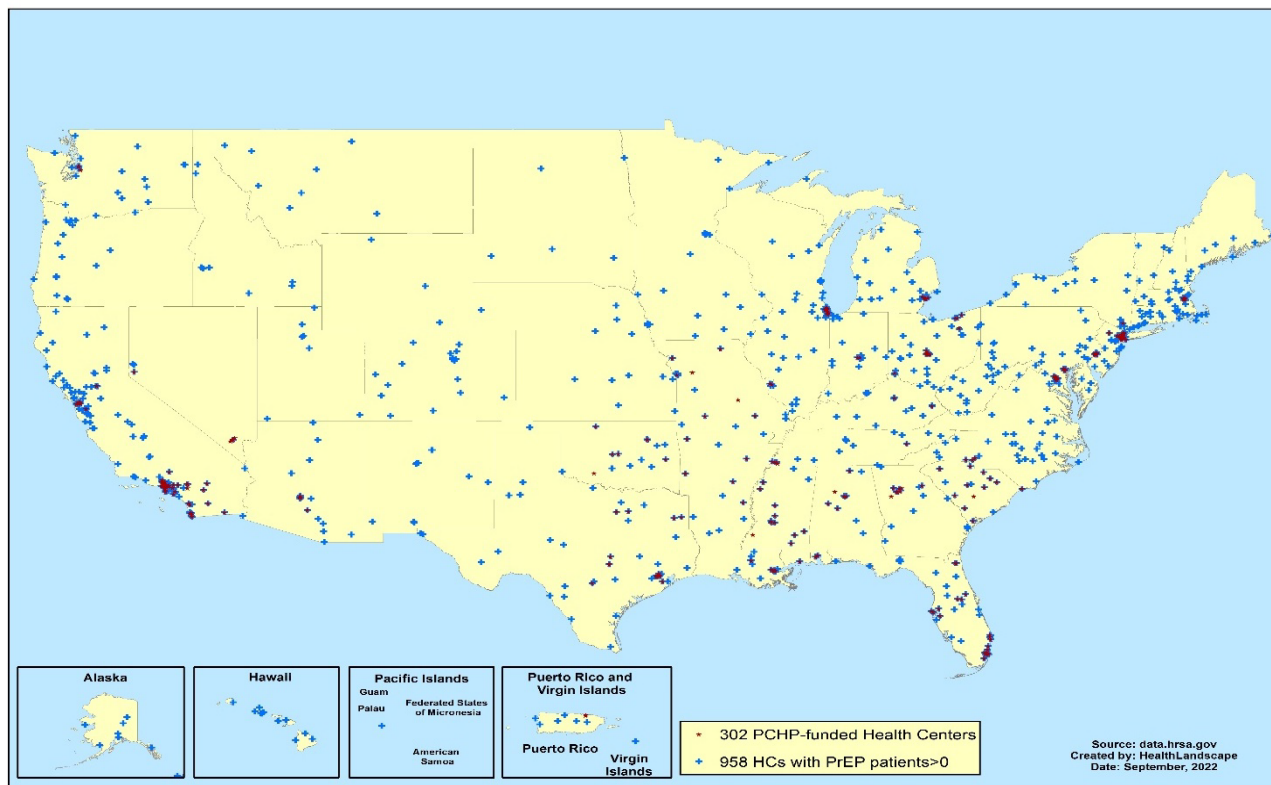 Alaska
Hawaii
Pacific Islands
Guam
Palau
Federated States
of Micronesia
American
Samoa
Puerto Rico and
Virgin Islands
Puerto Rico
Virgin
Islands
302 PCHP-funded Health Centers
958 HCs with PrEP patients>0
Source: data.hrsa.gov
Created by: HealthLandscape
Date: September, 2022